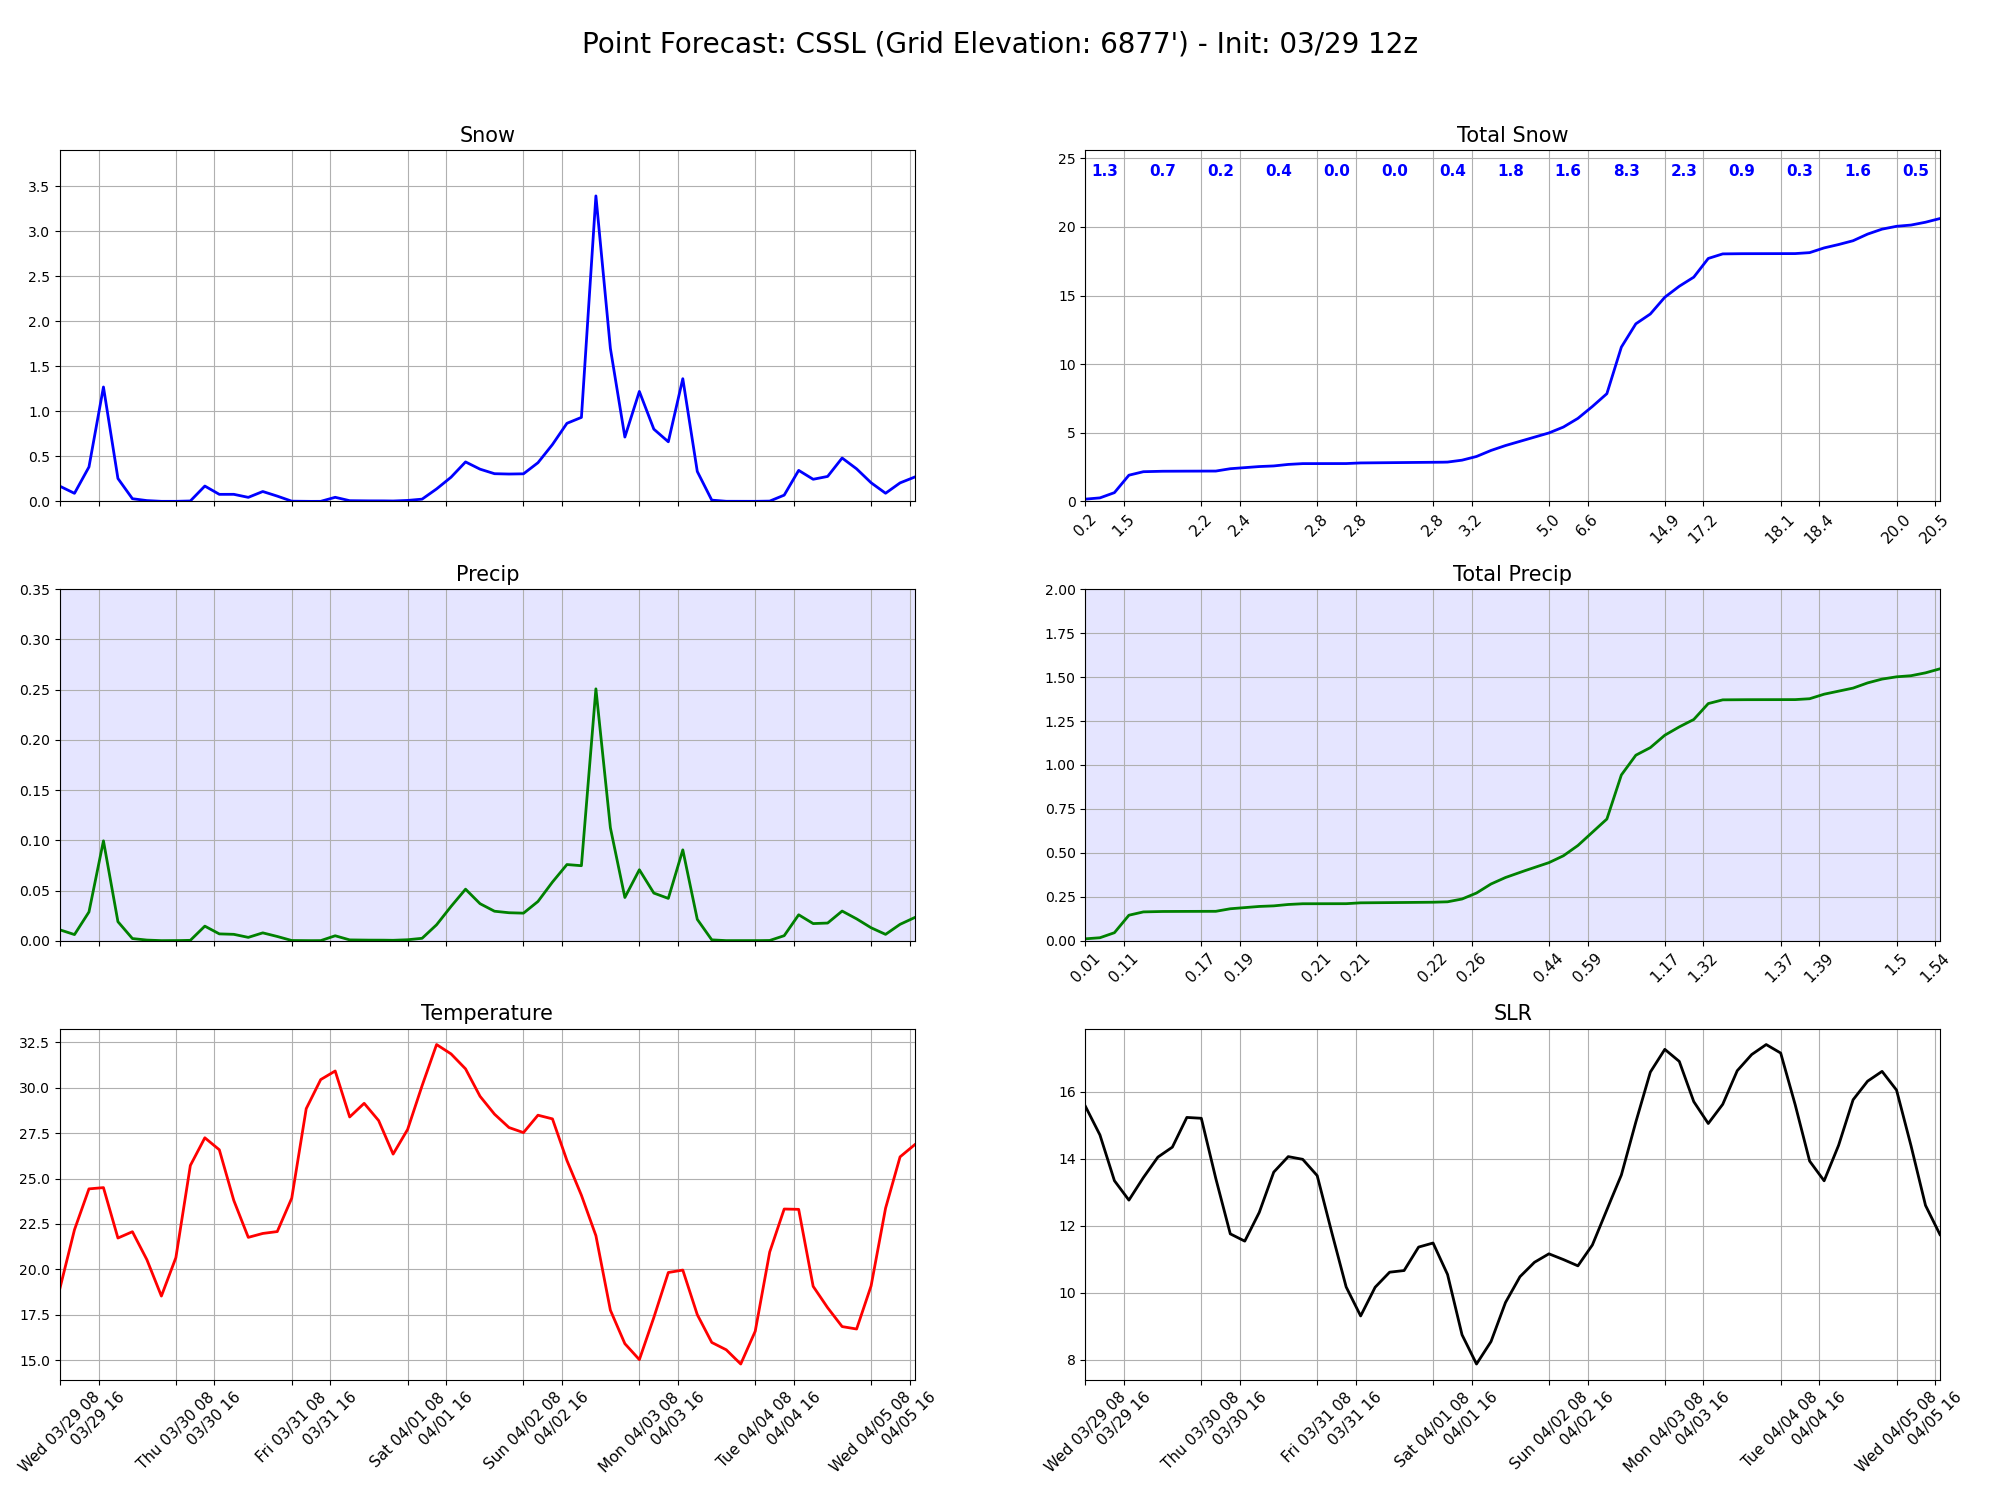 Point Forecast: CSSL (Grid Elevation: 6877') - Init: 03/29 12z
Snow
3.5
3.0
2.5
2.0
1.5
1.0
0.5
0.0
Total Snow
1.3 0.7 0.2 0.4 0.0 0.0 0.4 1.8 1.6 8.3 2.3 0.9 0.3 1.6 0.5
25
20
15
10
5
0
0.2 1.5 2.2 2.4 2.8 2.8 2.8 3.2 5.0 6.6 14.9 17.2 18.1 18.4 20.0 20.5
Precip
0.35
0.30
0.25
0.20
0.15
0.10
0.05
0.00
Total Precip
2.00
1.75
1.50
1.25
1.00
0.75
0.50
0.25
0.00
0.01 0.11 0.17 0.19 0.21 0.21 0.22 0.26 0.44 0.59 1.17 1.32 1.37 1.39 1.5 1.54
Temperature
32.5
30.0
27.5
25.0
22.5
20.0
17.5
15.0
Wed 03/29 08
03/29 16
Thu 03/30 08
03/30 16
Fri 03/31 08
03/31 16
Sat 04/01 08
04/01 16
Sun 04/02 08
04/02 16
Mon 04/03 08
04/03 16
Tue 04/04 08
04/04 16
Wed 04/05 08
04/05 16
SLR
16
14
12
10
8
Wed 03/29 08
03/29 16
Thu 03/30 08
03/30 16
Fri 03/31 08
03/31 16
Sat 04/01 08
04/01 16
Sun 04/02 08
04/02 16
Mon 04/03 08
04/03 16
Tue 04/04 08
04/04 16
Wed 04/05 08
04/05 16